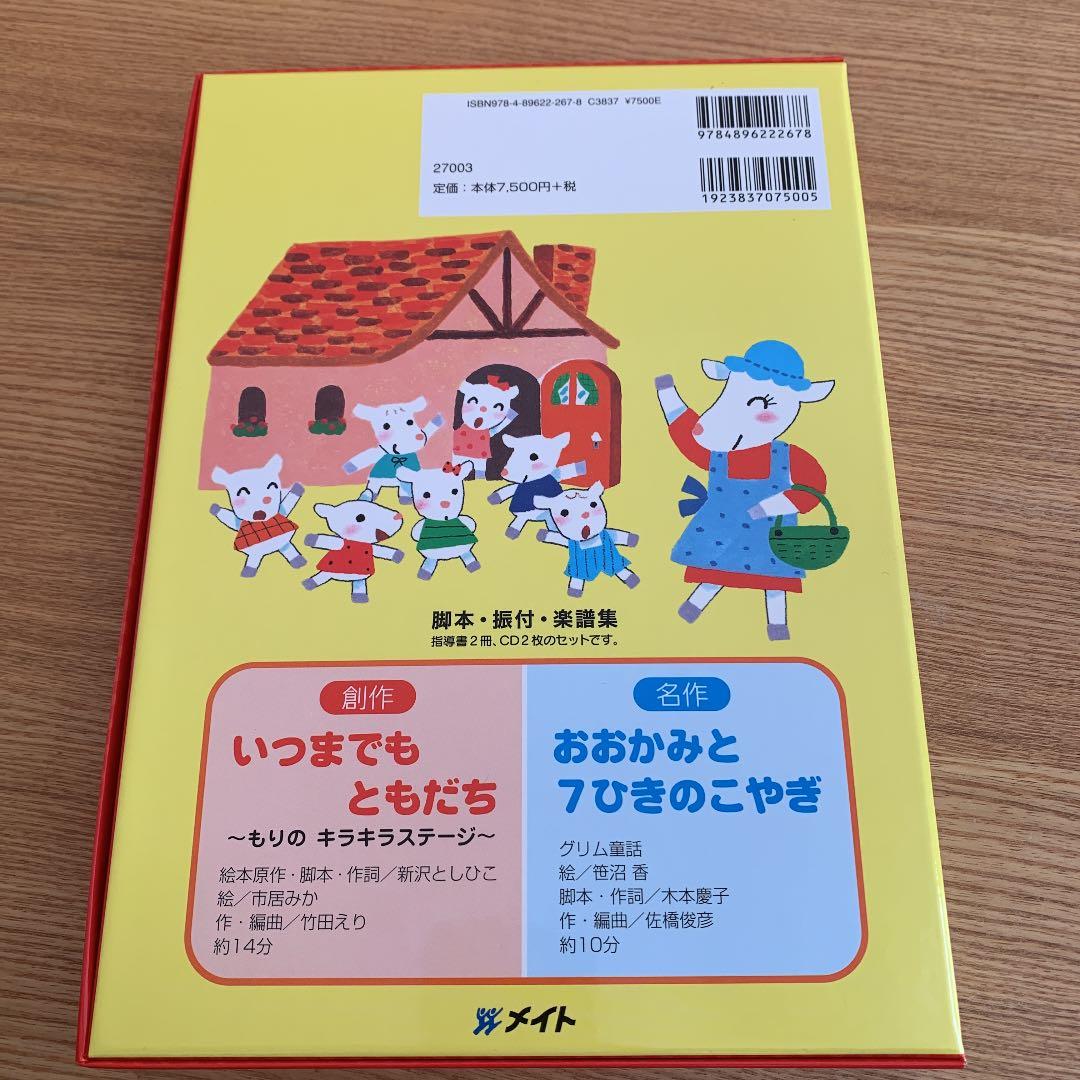 ISBN978-4-89622-267-8 C3837 ¥7500E
9784896222678
27003
定価：本体7,500円+税
1923837075005
脚本・振付・楽譜集
指導書2冊、CD2枚のセットです。
創作
いつまでも
ともだち
～もりの キラキラステージ～
絵本原作・脚本・作詞／新沢としひこ
絵／市居みか
作・編曲／竹田えり
約14分
名作
おおかみと
7ひきのこやぎ
グリム童話
絵／笹沼 香
脚本・作詞／木本慶子
作・編曲／佐橋俊彦
約10分
メイト